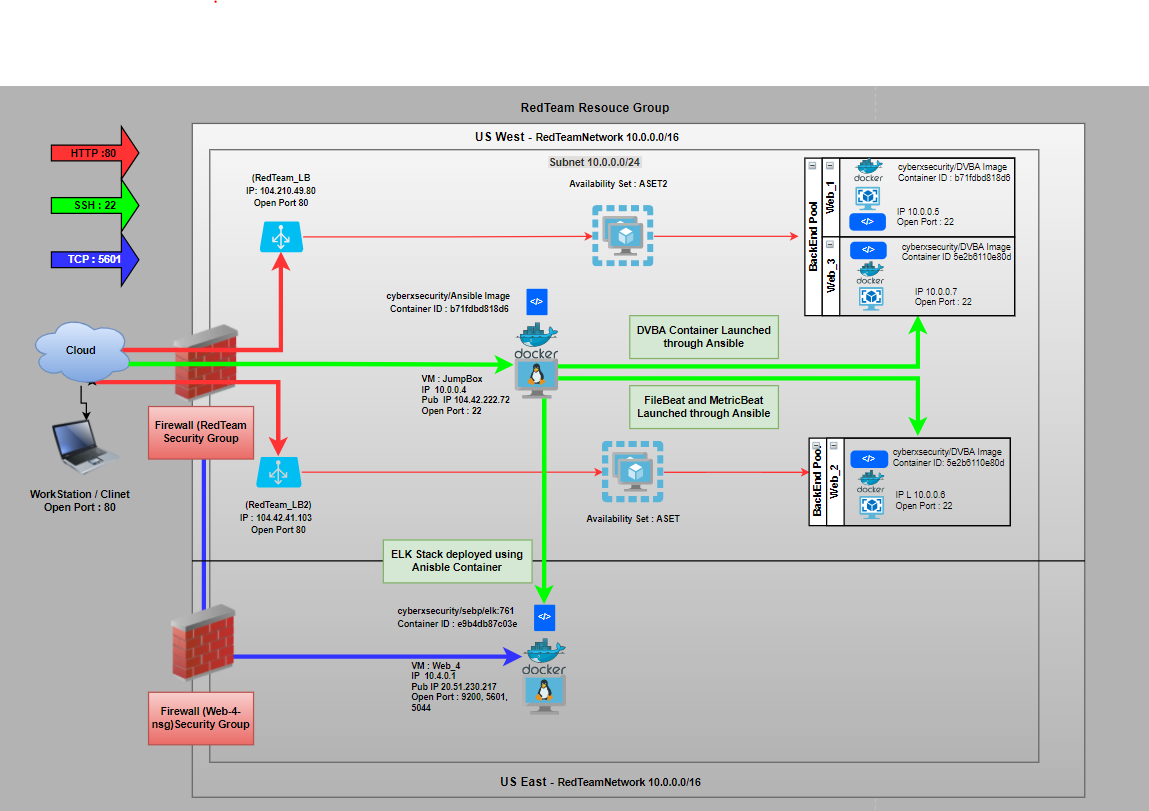 RedTeam Resouce Group
US West - RedTeamNetwork 10.0.0.0/16
Subnet 10.0.0.0/24
HTTP :80
SSH : 22
TCP : 5601
(RedTeam_LB
IP: 104.210.49.80
Open Port 80
Availability Set : ASET2
BackEnd Pool
Web_1
docker
cyberxsecurity/DVBA Image
Container ID : b71fdbd818d6
</>
IP 10.0.0.5
Open Port : 22
Web_3
</>
docker
cyberxsecurity/DVBA Image
Container ID 5e2b6110e80d
IP 10.0.0.7
Open Port : 22
cyberxsecurity/Ansible Image
Container ID : b71fdbd818d6
</>
docker
DVBA Container Launched
through Ansible
Cloud
VM : JumpBox
IP 10.0.0.4
Pub IP 104.42.222.72
Open Port : 22
FileBeat and MetricBeat
Launched through Ansible
Firewall (RedTeam
Security Group
WorkStation / Clinet
Open Port : 80
(RedTeam_LB2)
IP : 104.42.41.103
Open Port 80
Availability Set : ASET
BackEnd Pool
Web_2
</>
docker
cyberxsecurity/DVBA Image
Container ID: 5e2b6110e80d
IP L 10.0.0.6
Open Port : 22
ELK Stack deployed using
Anisble Container
cyberxsecurity/sebp/elk:761
Container ID : e9b4db87c03e
</>
docker
VM : Web_4
IP 10.4.0.1
Pub IP 20.51.230.217
Open Port : 9200, 5601,
5044
Firewall (Web-4-
nsg)Security Group
US East - RedTeamNetwork 10.0.0.0/16